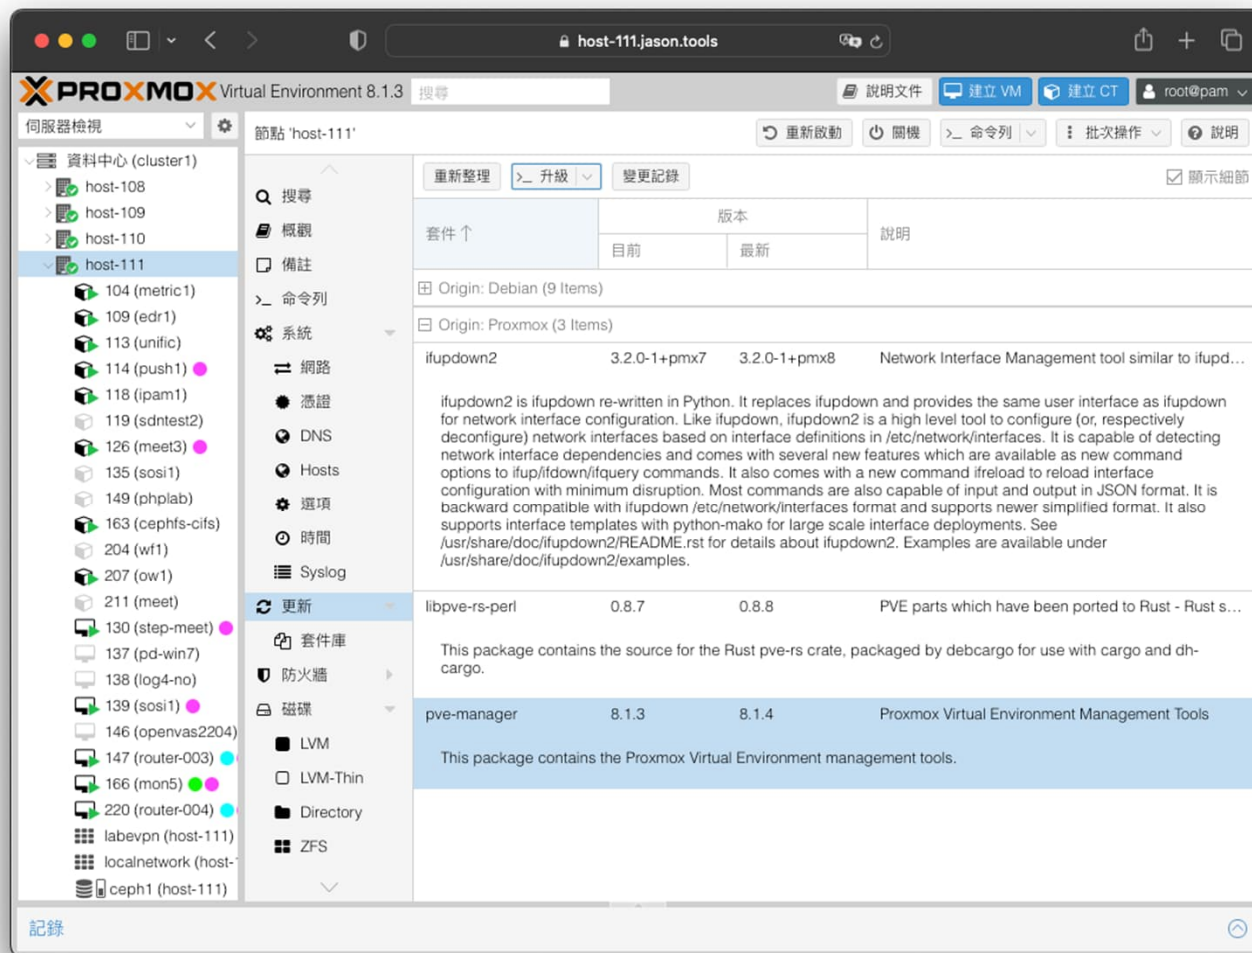 host-111.jason.tools
PROXMOX Virtual Environment 8.1.3 搜尋
說明文件 建立 VM 建立 CT root@pam
伺服器檢視
節點 'host-111'
重新啟動 關機 >_ 命令列 批次操作 說明
資料中心 (cluster1)
host-108
host-109
host-110
host-111
104 (metric1)
109 (edr1)
113 (unific)
114 (push1)
118 (ipam1)
119 (sdntest2)
126 (meet3)
135 (sosi1)
149 (phplab)
163 (cephfs-cifs)
204 (wf1)
207 (ow1)
211 (meet)
130 (step-meet)
137 (pd-win7)
138 (log4-no)
139 (sosi1)
146 (openvas2204)
147 (router-003)
166 (mon5)
220 (router-004)
labevpn (host-111)
localnetwork (host-1
ceph1 (host-111)
搜尋
概觀
備註
>_ 命令列
系統
網路
憑證
DNS
Hosts
選項
時間
Syslog
更新
套件庫
防火牆
磁碟
LVM
LVM-Thin
Directory
ZFS
重新整理 >_ 升級 變更記錄 顯示細節
套件 ↑ 版本 說明
目前 最新
Origin: Debian (9 Items)
Origin: Proxmox (3 Items)
ifupdown2 3.2.0-1+pmx7 3.2.0-1+pmx8 Network Interface Management tool similar to ifupd...
ifupdown2 is ifupdown re-written in Python. It replaces ifupdown and provides the same user interface as ifupdown
for network interface configuration. Like ifupdown, ifupdown2 is a high level tool to configure (or, respectively
deconfigure) network interfaces based on interface definitions in /etc/network/interfaces. It is capable of detecting
network interface dependencies and comes with several new features which are available as new command
options to ifup/ifdown/ifquery commands. It also comes with a new command ifreload to reload interface
configuration with minimum disruption. Most commands are also capable of input and output in JSON format. It is
backward compatible with ifupdown /etc/network/interfaces format and supports newer simplified format. It also
supports interface templates with python-mako for large scale interface deployments. See
/usr/share/doc/ifupdown2/README.rst for details about ifupdown2. Examples are available under
/usr/share/doc/ifupdown2/examples.
libpve-rs-perl 0.8.7 0.8.8 PVE parts which have been ported to Rust - Rust s...
This package contains the source for the Rust pve-rs crate, packaged by debcargo for use with cargo and dh-
cargo.
pve-manager 8.1.3 8.1.4 Proxmox Virtual Environment Management Tools
This package contains the Proxmox Virtual Environment management tools.
記錄